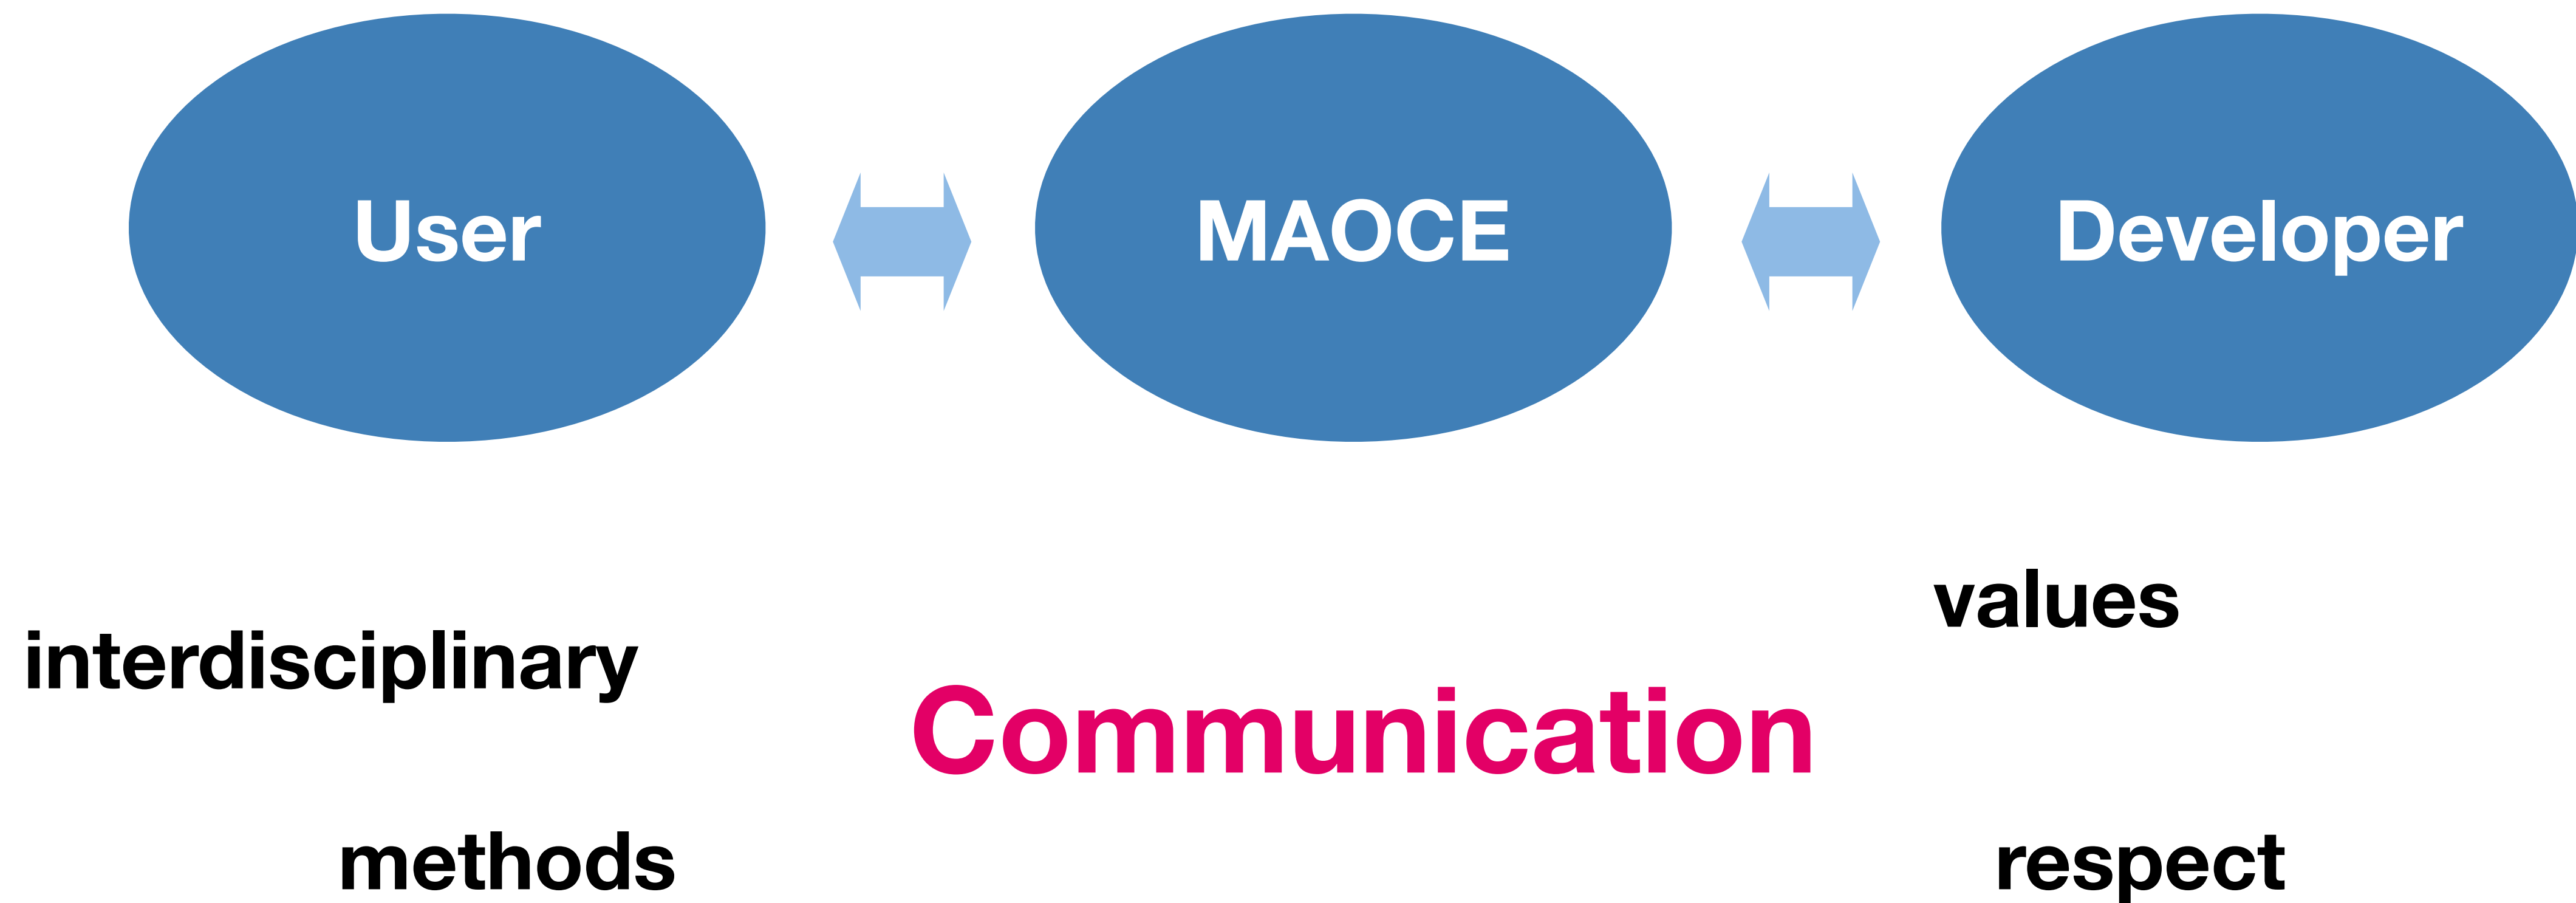 User
MAOCE
Developer
values
interdisciplinary
Communication
methods
respect